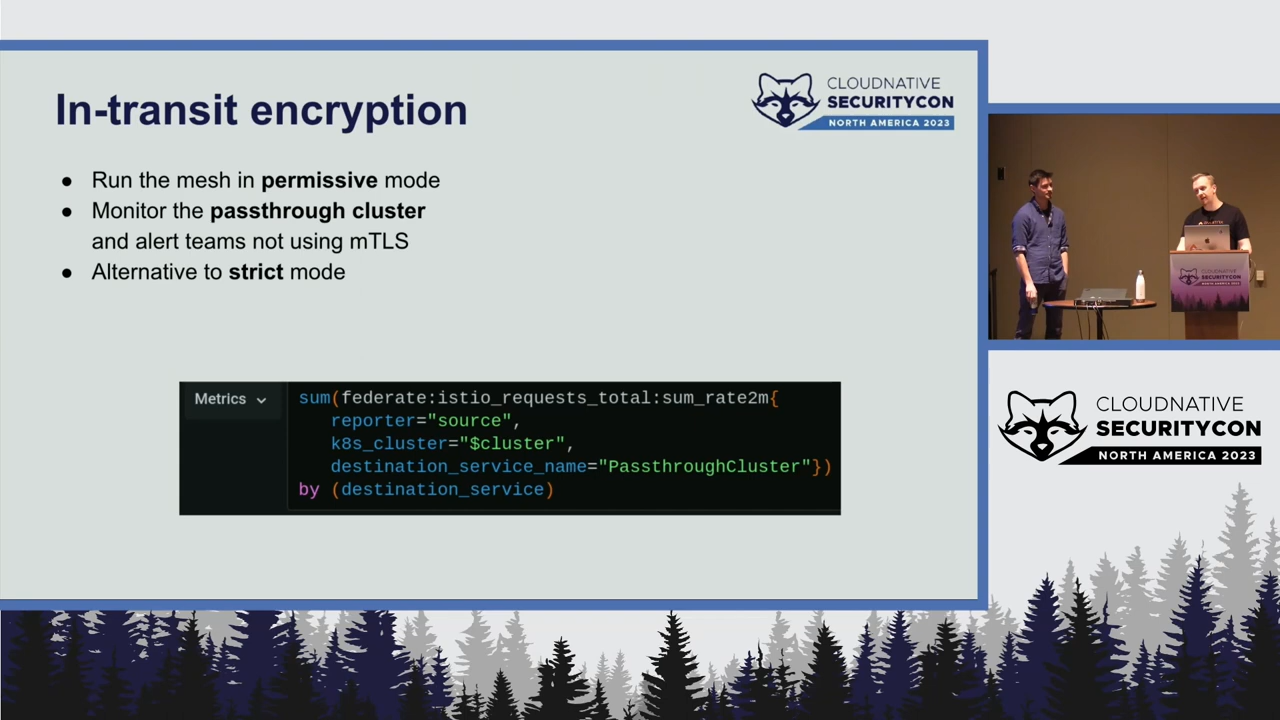 In-transit encryption
CLOUDNATIVE
SECURITYCON
NORTH AMERICA 2023
● Run the mesh in permissive mode
● Monitor the passthrough cluster
and alert teams not using mTLS
● Alternative to strict mode
Metrics
sum(federate:istio_requests_total:sum_rate2m{
reporter="source",
k8s_cluster="$cluster",
destination_service_name="PassthroughCluster"})
by (destination_service)
CLOUDNATIVE
SECURITYCON
CLOUDNATIVE
SECURITYCON
NORTH AMERICA 2023